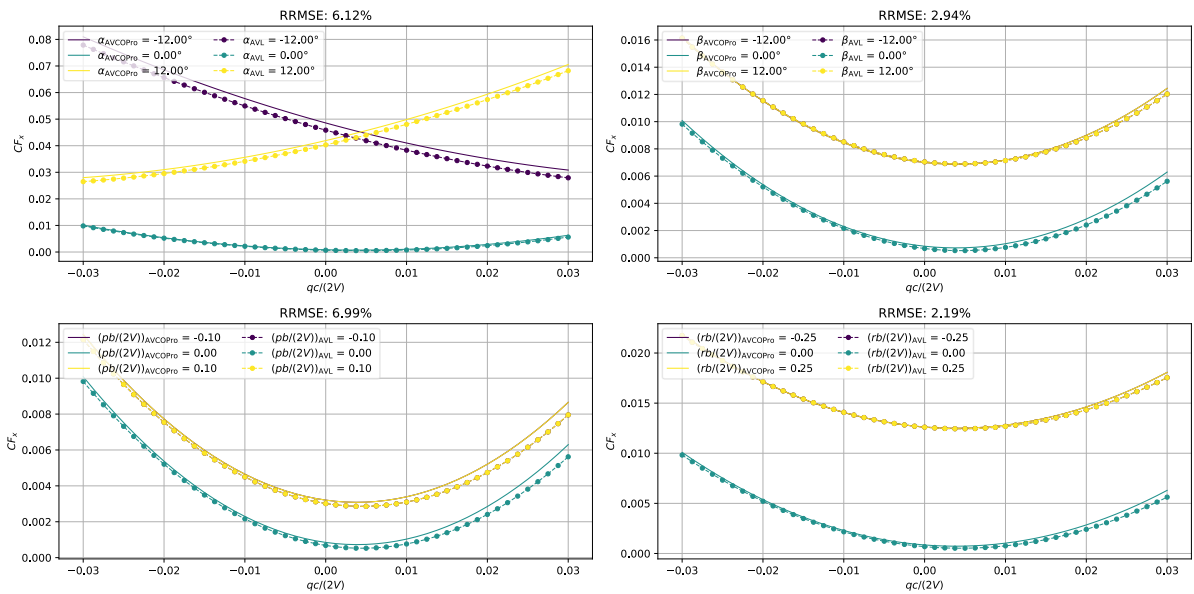 RRMSE: 6.12%
0.08
0.07
0.06
0.05
0.04
0.03
0.02
0.01
0.00
CF_x
α_AVCOPro = -12.00° α_AVL = -12.00°
α_AVCOPro = 0.00° α_AVL = 0.00°
α_AVCOPro = 12.00° α_AVL = 12.00°
−0.03 −0.02 −0.01 0.00 0.01 0.02 0.03
qc/(2V)
RRMSE: 2.94%
0.016
0.014
0.012
0.010
0.008
0.006
0.004
0.002
0.000
CF_x
β_AVCOPro = -12.00° β_AVL = -12.00°
β_AVCOPro = 0.00° β_AVL = 0.00°
β_AVCOPro = 12.00° β_AVL = 12.00°
−0.03 −0.02 −0.01 0.00 0.01 0.02 0.03
qc/(2V)
RRMSE: 6.99%
0.012
0.010
0.008
0.006
0.004
0.002
0.000
CF_x
(pb/(2V))_AVCOPro = -0.10 (pb/(2V))_AVL = -0.10
(pb/(2V))_AVCOPro = 0.00 (pb/(2V))_AVL = 0.00
(pb/(2V))_AVCOPro = 0.10 (pb/(2V))_AVL = 0.10
−0.03 −0.02 −0.01 0.00 0.01 0.02 0.03
qc/(2V)
RRMSE: 2.19%
0.020
0.015
0.010
0.005
0.000
CF_x
(rb/(2V))_AVCOPro = -0.25 (rb/(2V))_AVL = -0.25
(rb/(2V))_AVCOPro = 0.00 (rb/(2V))_AVL = 0.00
(rb/(2V))_AVCOPro = 0.25 (rb/(2V))_AVL = 0.25
−0.03 −0.02 −0.01 0.00 0.01 0.02 0.03
qc/(2V)